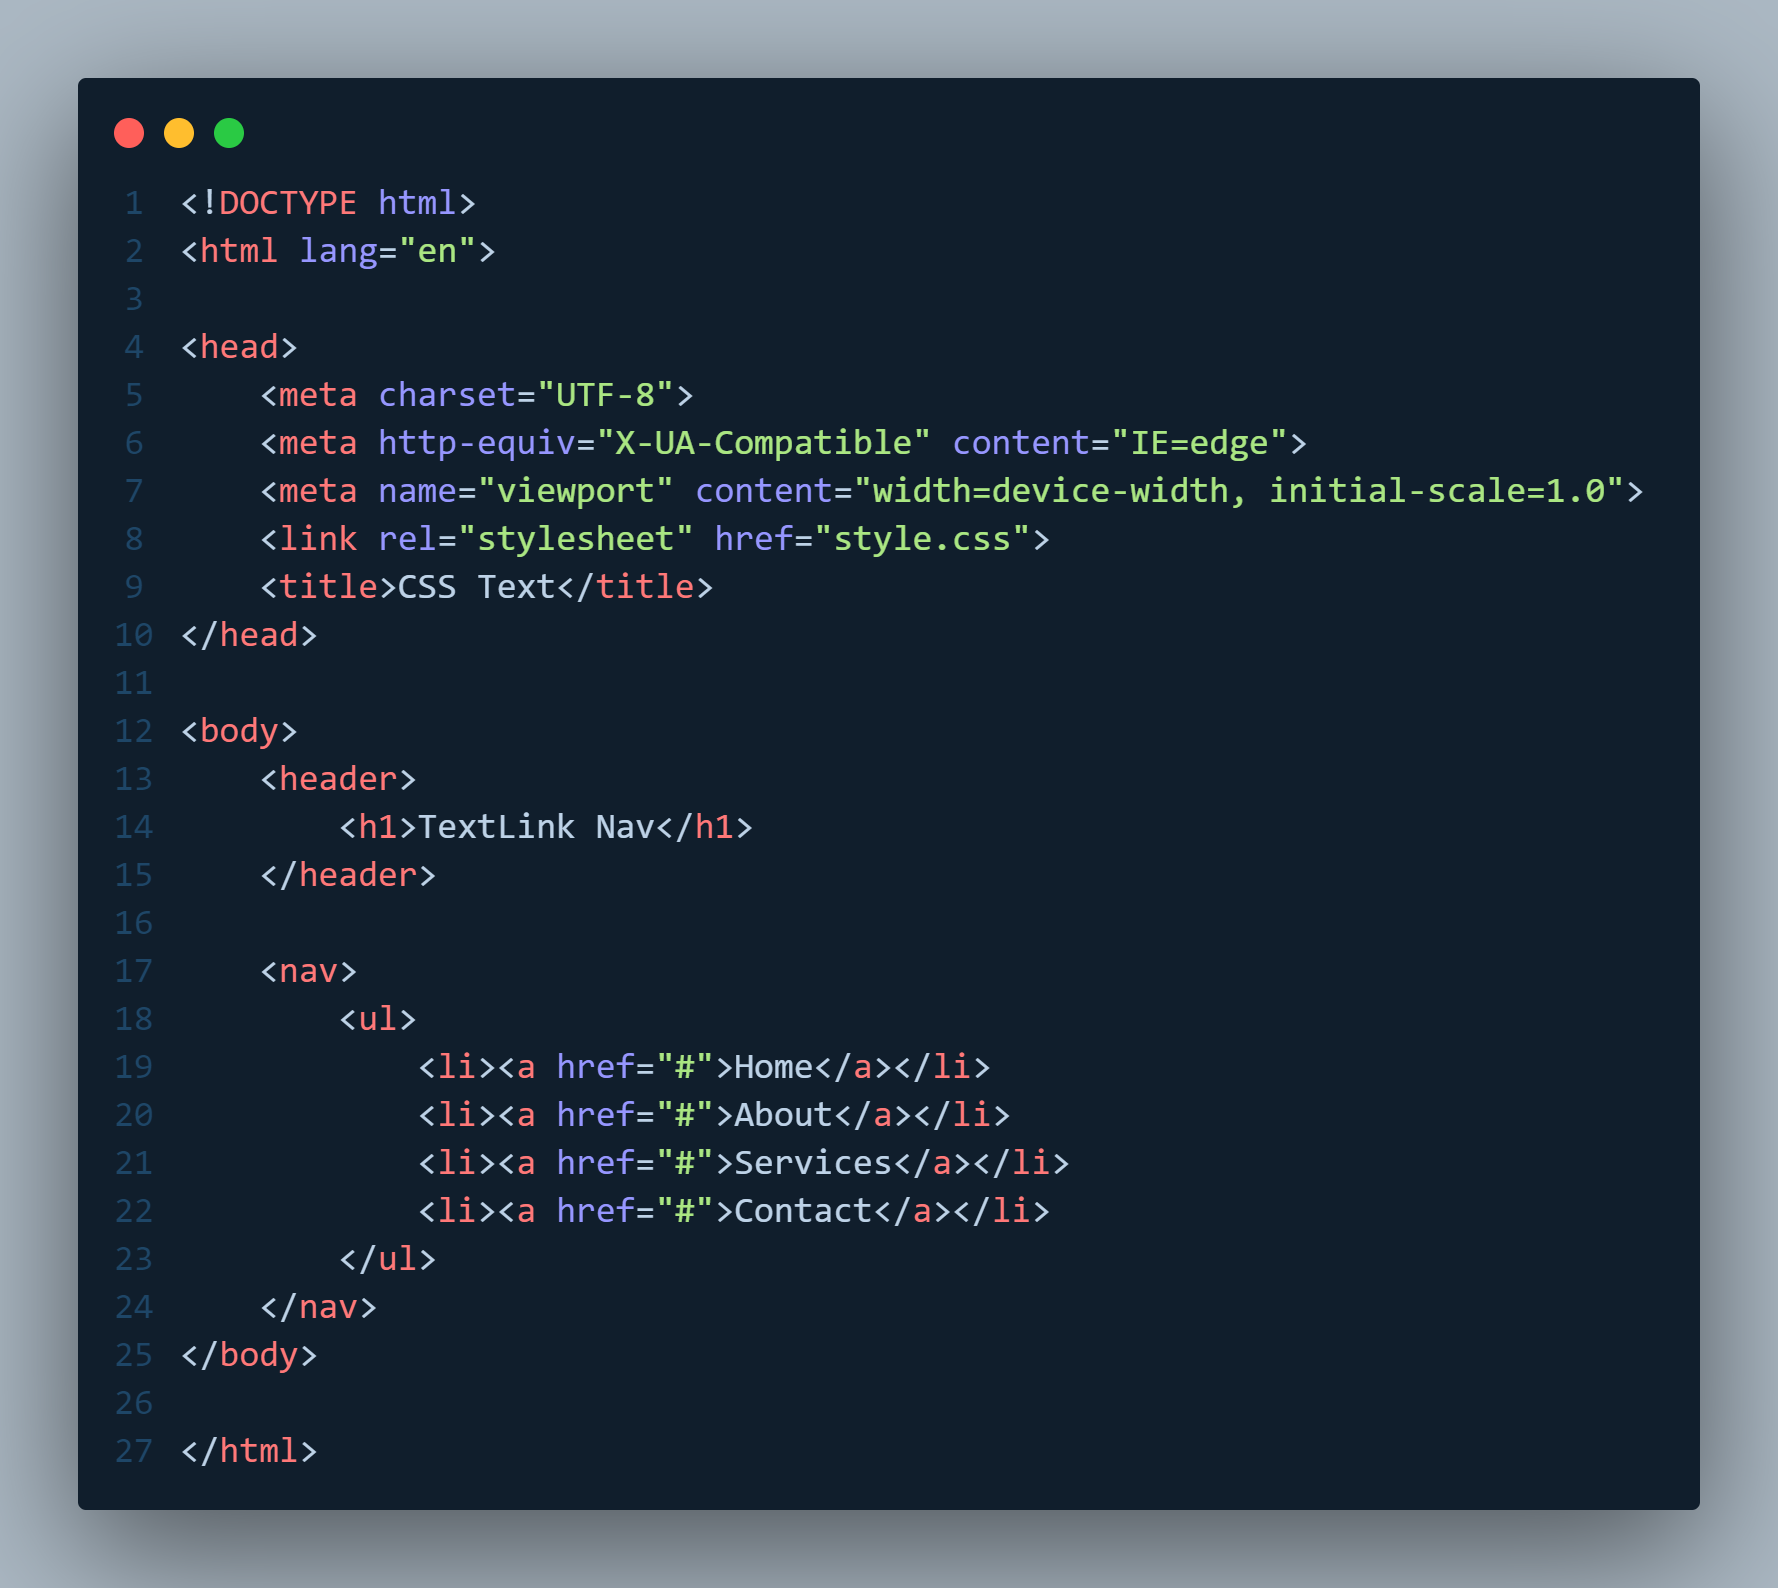 1 <!DOCTYPE html>
2 <html lang="en">
3
4 <head>
5     <meta charset="UTF-8">
6     <meta http-equiv="X-UA-Compatible" content="IE=edge">
7     <meta name="viewport" content="width=device-width, initial-scale=1.0">
8     <link rel="stylesheet" href="style.css">
9     <title>CSS Text</title>
10 </head>
11
12 <body>
13     <header>
14         <h1>TextLink Nav</h1>
15     </header>
16
17     <nav>
18         <ul>
19             <li><a href="#">Home</a></li>
20             <li><a href="#">About</a></li>
21             <li><a href="#">Services</a></li>
22             <li><a href="#">Contact</a></li>
23         </ul>
24     </nav>
25 </body>
26
27 </html>